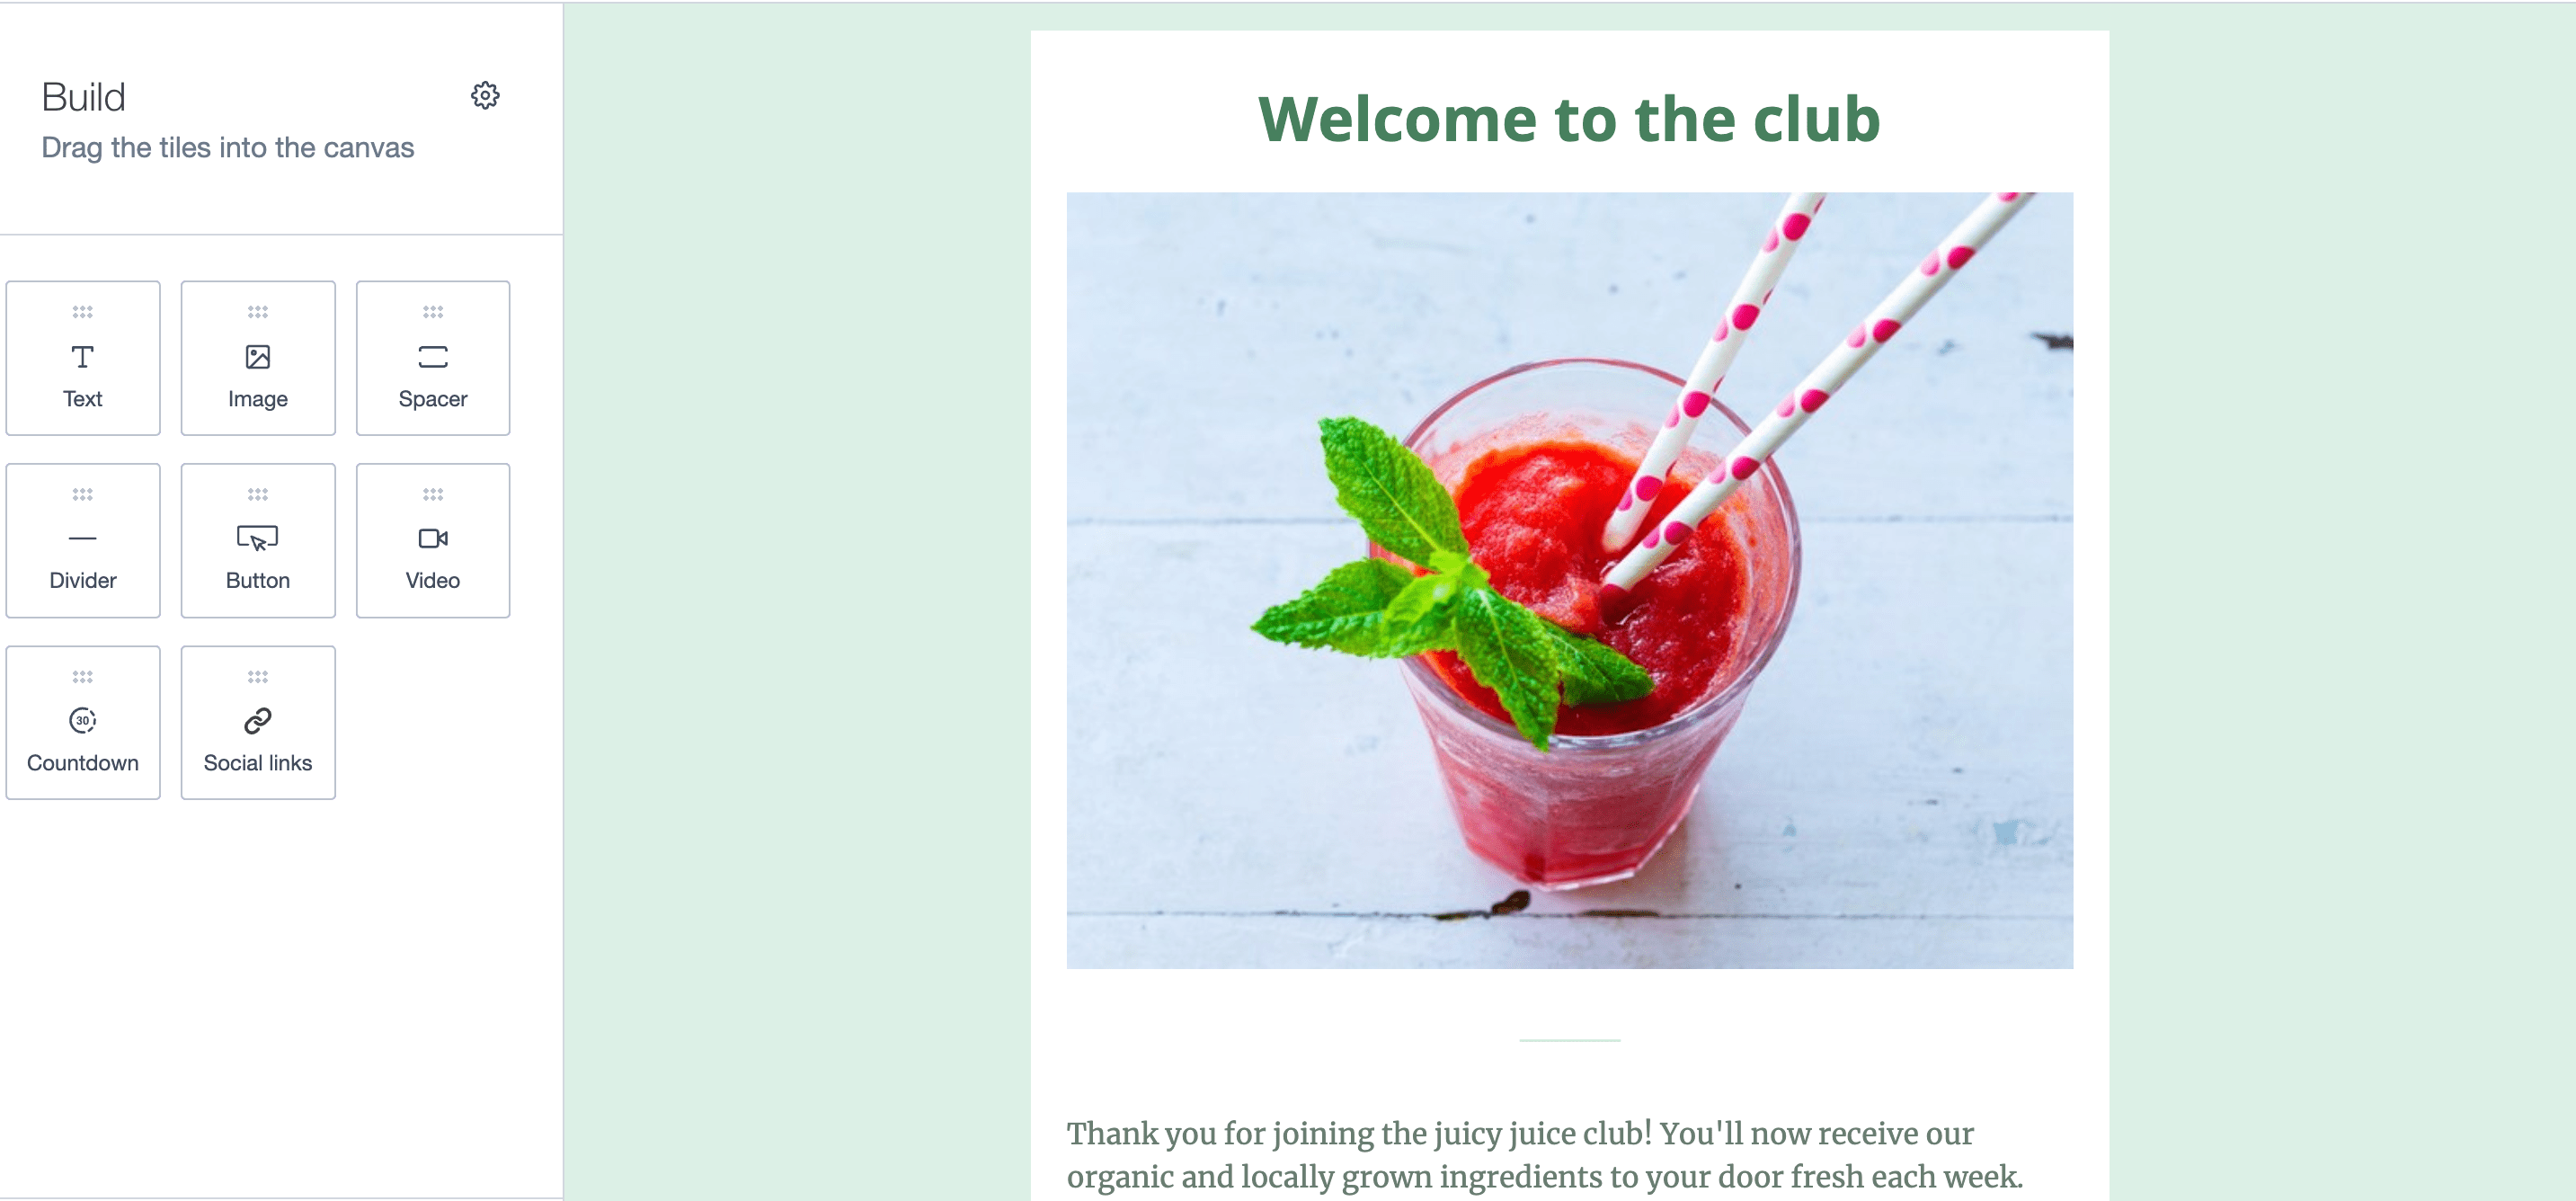 Build
Drag the tiles into the canvas
Text
Image
Spacer
Divider
Button
Video
30
Countdown
Social links
Welcome to the club
Thank you for joining the juicy juice club! You'll now receive our
organic and locally grown ingredients to your door fresh each week.